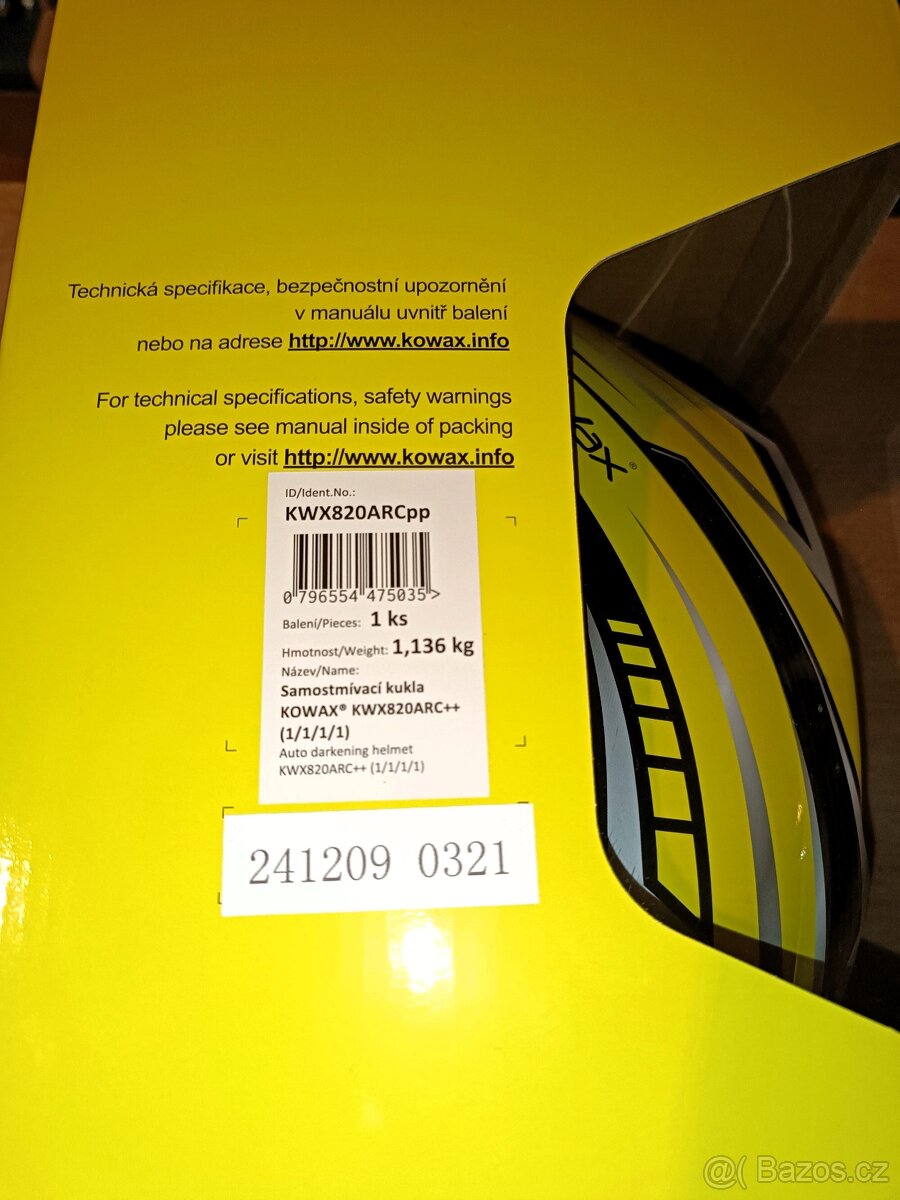 Technická specifikace, bezpečnostní upozornění
v manuálu uvnitř balení
nebo na adrese http://www.kowax.info
For technical specifications, safety warnings
please see manual inside of packing
or visit http://www.kowax.info
ID/Ident.No.:
KWX820ARCpp
0 796554 475035 >
Balení/Pieces: 1 ks
Hmotnost/Weight: 1,136 kg
Název/Name:
Samostmívací kukla
KOWAX® KWX820ARC++
(1/1/1/1)
Auto darkening helmet
KWX820ARC++ (1/1/1/1)
241209 0321
@( Bazos.cz